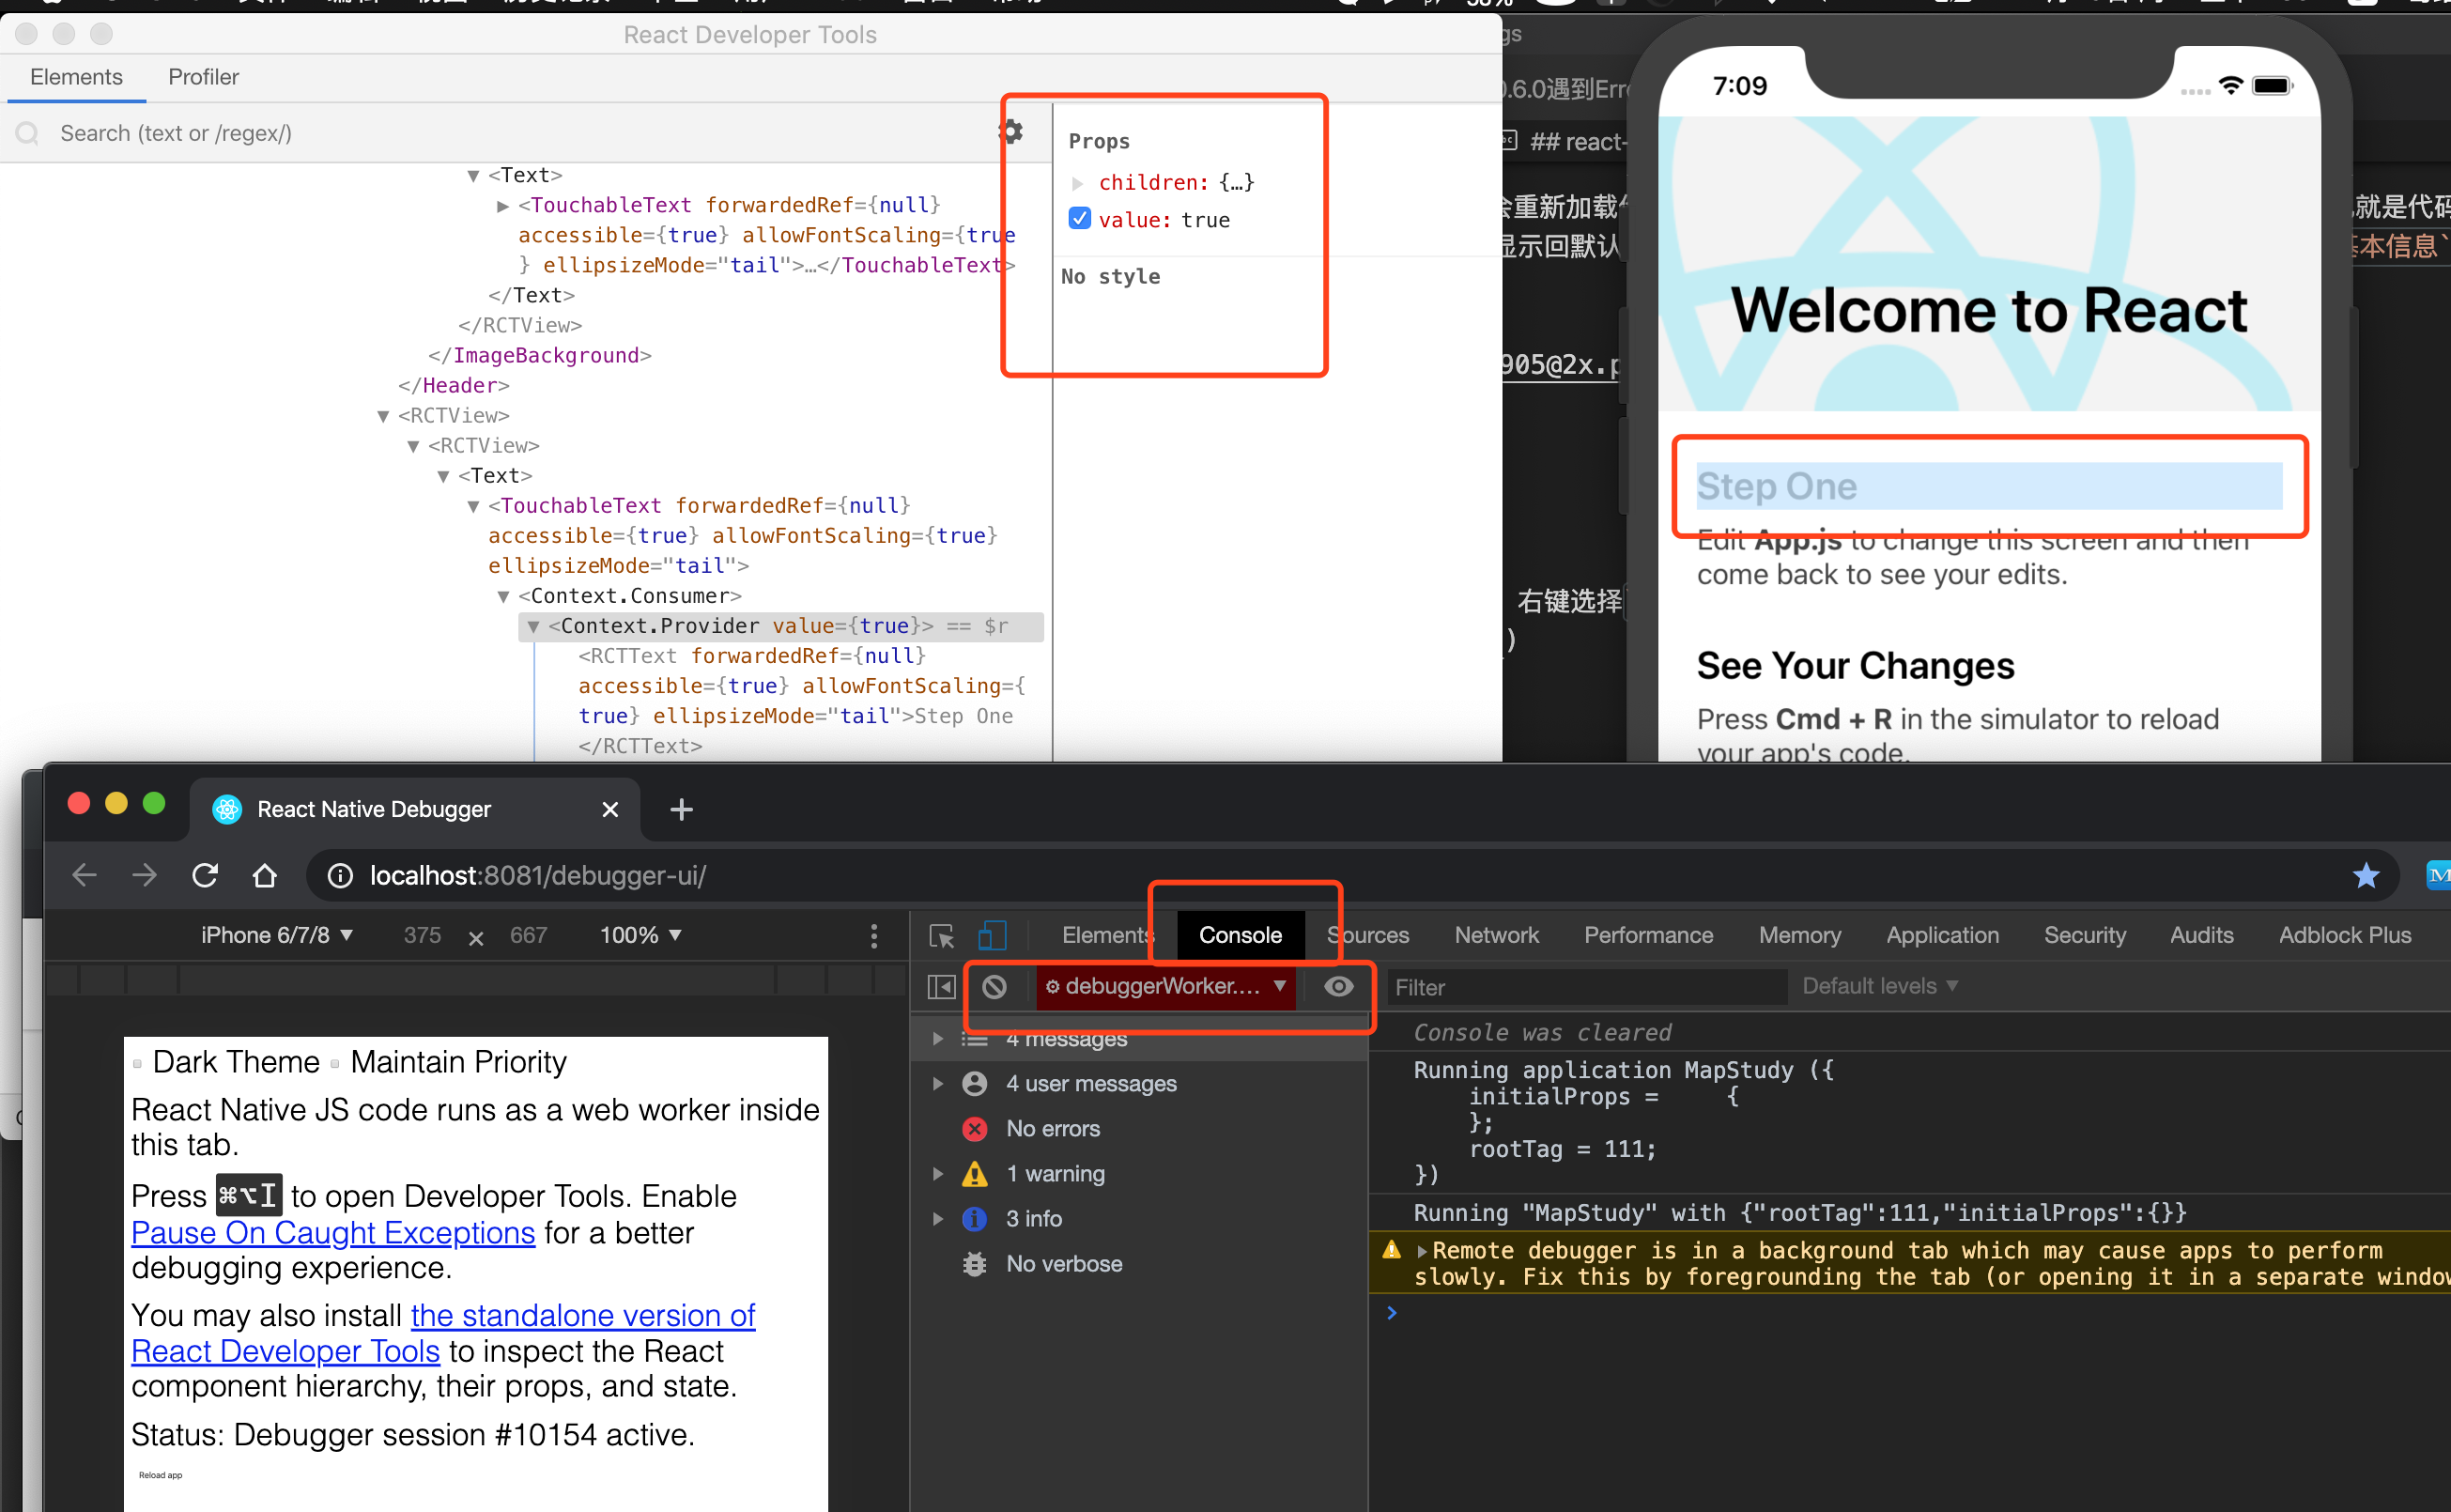 React Developer Tools
Elements Profiler
Search (text or /regex/)
▼ <Text>
▶ <TouchableText forwardedRef={null}
accessible={true} allowFontScaling={true
} ellipsizeMode="tail">…</TouchableText>
</Text>
</RCTView>
</ImageBackground>
</Header>
▼ <RCTView>
▼ <RCTView>
▼ <Text>
▼ <TouchableText forwardedRef={null}
accessible={true} allowFontScaling={true}
ellipsizeMode="tail">
▼ <Context.Consumer>
▼ <Context.Provider value={true}> == $r
<RCTText forwardedRef={null}
accessible={true} allowFontScaling={
true} ellipsizeMode="tail">Step One
</RCTText>
Props
▶ children: {…}
value: true
No style
gs
.6.0遇到Erro
## react-
会重新加载
就是代码
显示回默认
基本信息`
905@2x.p
右键选择
)
7:09
Welcome to React
Step One
Edit App.js to change this screen and then
come back to see your edits.
See Your Changes
Press Cmd + R in the simulator to reload
your app's code.
React Native Debugger
localhost:8081/debugger-ui/
iPhone 6/7/8 ▼ 375 × 667 100% ▼
Elements Console Sources Network Performance Memory Application Security Audits Adblock Plus
debuggerWorker.... ▼ Filter Default levels ▼
4 messages
4 user messages
No errors
1 warning
3 info
No verbose
Console was cleared
Running application MapStudy ({
initialProps = {
};
rootTag = 111;
})
Running "MapStudy" with {"rootTag":111,"initialProps":{}}
▶Remote debugger is in a background tab which may cause apps to perform
slowly. Fix this by foregrounding the tab (or opening it in a separate window
>
Dark Theme Maintain Priority
React Native JS code runs as a web worker inside
this tab.
Press ⌘⌥I to open Developer Tools. Enable
Pause On Caught Exceptions for a better
debugging experience.
You may also install the standalone version of
React Developer Tools to inspect the React
component hierarchy, their props, and state.
Status: Debugger session #10154 active.
Reload app